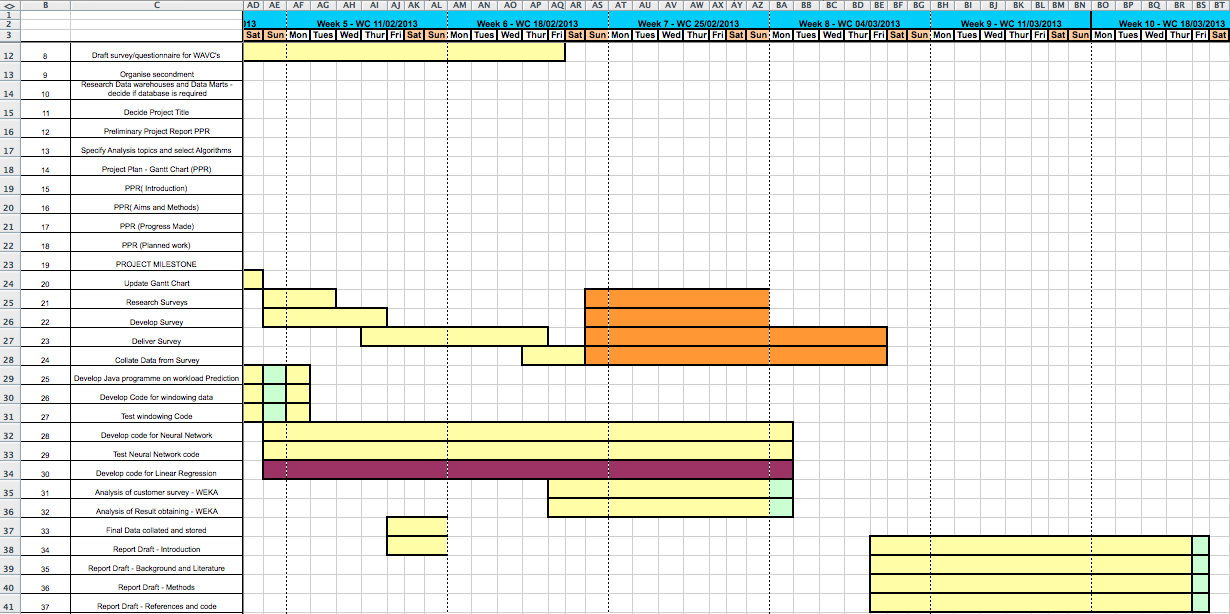 <> B C AD AE AF AG AH AI AJ AK AL AM AN AO AP AQ AR AS AT AU AV AW AX AY AZ BA BB BC BD BE BF BG BH BI BJ BK BL BM BN BO BP BQ BR BS BT
1
2 )13 Week 5 - WC 11/02/2013 Week 6 - WC 18/02/2013 Week 7 - WC 25/02/2013 Week 8 - WC 04/03/2013 Week 9 - WC 11/03/2013 Week 10 - WC 18/03/2013
3 Sat Sun Mon Tues Wed Thur Fri Sat Sun Mon Tues Wed Thur Fri Sat Sun Mon Tues Wed Thur Fri Sat Sun Mon Tues Wed Thur Fri Sat Sun Mon Tues Wed Thur Fri Sat Sun Mon Tues Wed Thur Fri Sat
12 8 Draft survey/questionnaire for WAVC's
13 9 Organise secondment
Research Data warehouses and Data Marts -
14 10 decide if database is required
15 11 Decide Project Title
16 12 Preliminary Project Report PPR
17 13 Specify Analysis topics and select Algorithms
18 14 Project Plan - Gantt Chart (PPR)
19 15 PPR( Introduction)
20 16 PPR( Aims and Methods)
21 17 PPR (Progress Made)
22 18 PPR (Planned work)
23 19 PROJECT MILESTONE
24 20 Update Gantt Chart
25 21 Research Surveys
26 22 Develop Survey
27 23 Deliver Survey
28 24 Collate Data from Survey
29 25 Develop Java programme on workload Prediction
30 26 Develop Code for windowing data
31 27 Test windowing Code
32 28 Develop code for Neural Network
33 29 Test Neural Network code
34 30 Develop code for Linear Regression
35 31 Analysis of customer survey - WEKA
36 32 Analysis of Result obtaining - WEKA
37 33 Final Data collated and stored
38 34 Report Draft - Introduction
39 35 Report Draft - Background and Literature
40 36 Report Draft - Methods
41 37 Report Draft - References and code